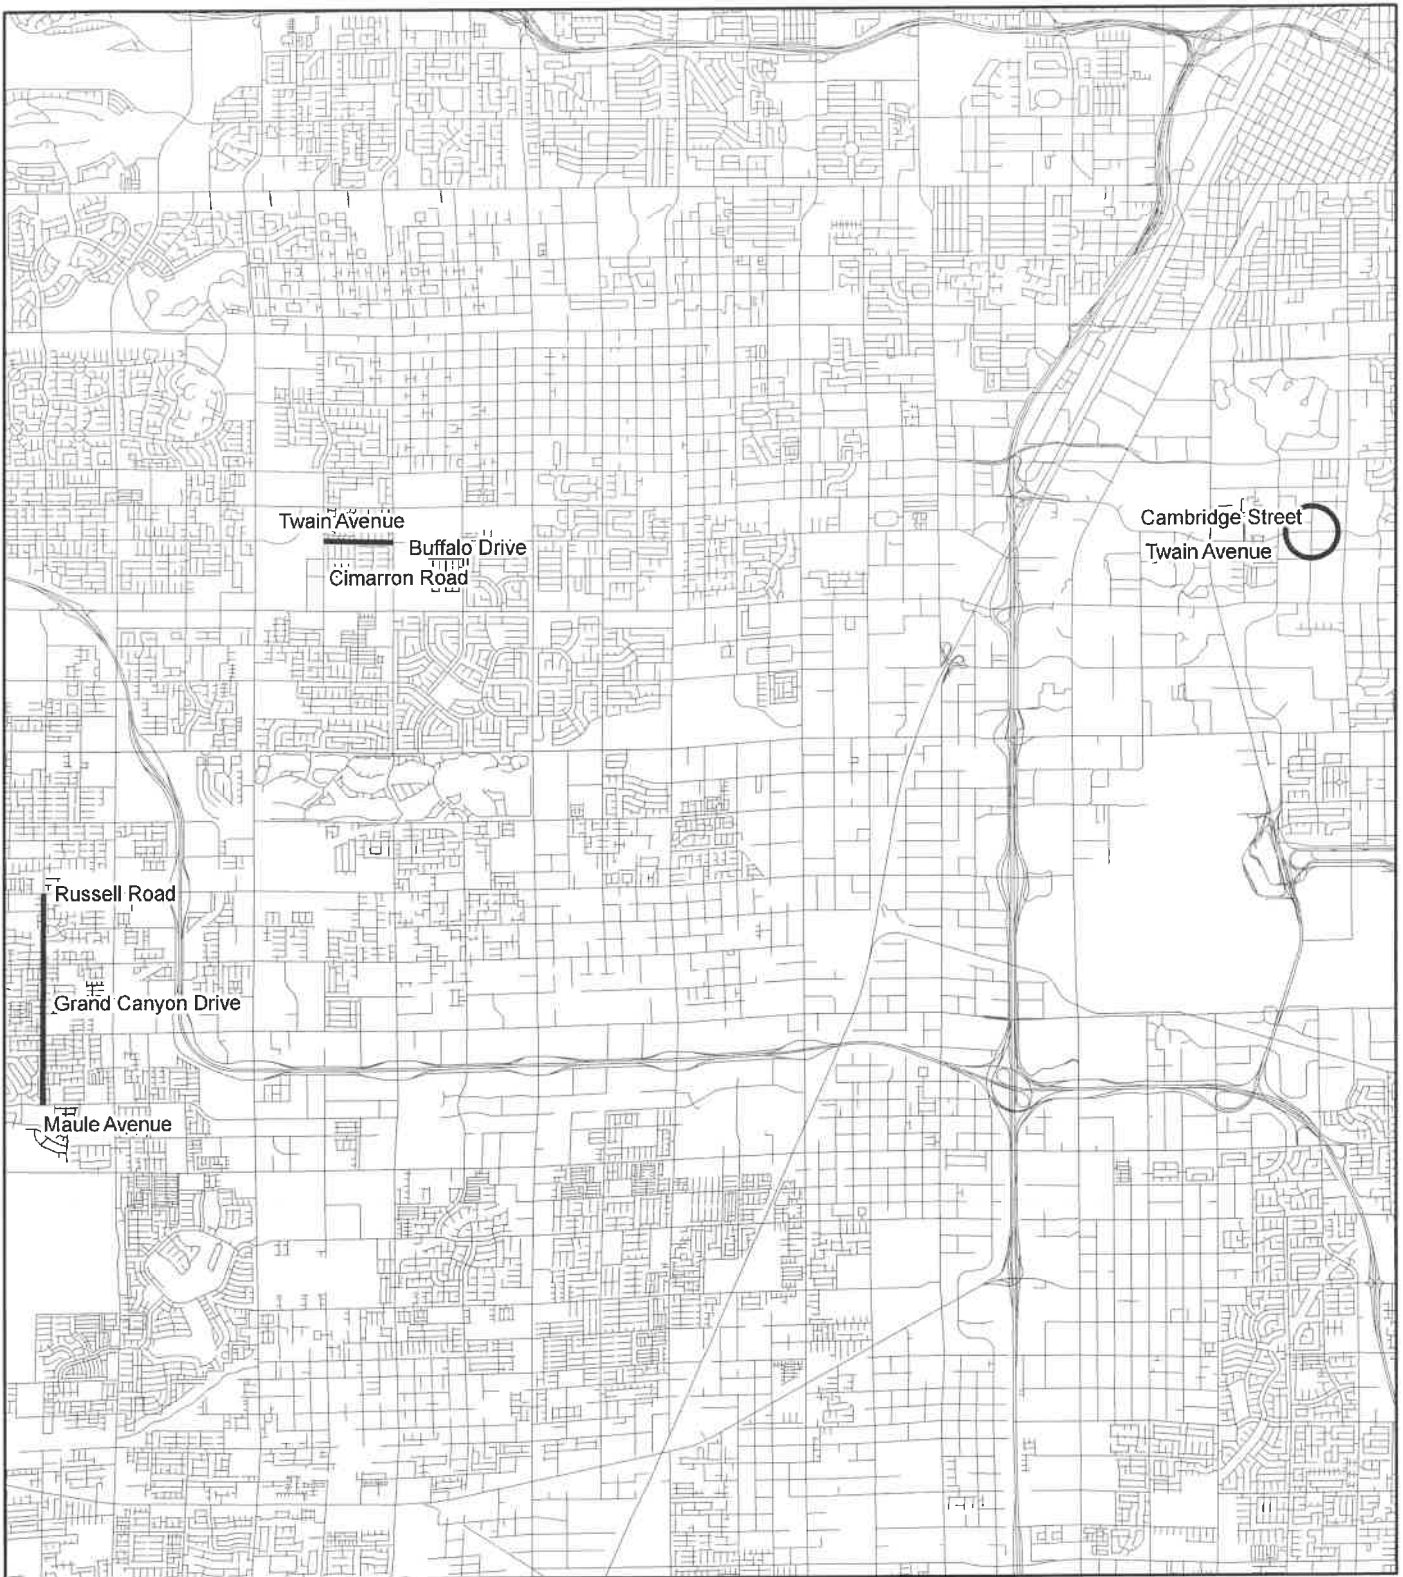 Twain Avenue
Buffalo Drive
Cimarron Road
Cambridge Street
Twain Avenue
Russell Road
Grand Canyon Drive
Maule Avenue